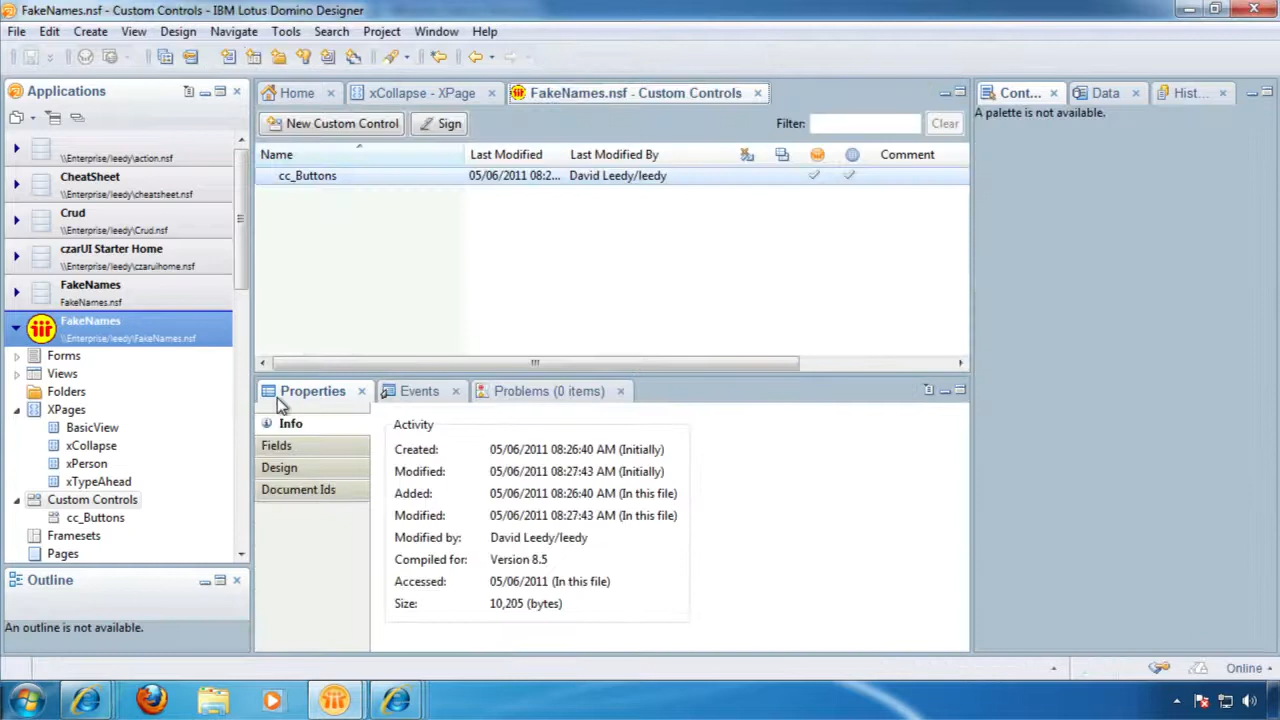 FakeNames.nsf - Custom Controls - IBM Lotus Domino Designer
File Edit Create View Design Navigate Tools Search Project Window Help
Applications
\\Enterprise/leedy\action.nsf
CheatSheet
\\Enterprise/leedy\cheatsheet.nsf
Crud
\\Enterprise/leedy\Crud.nsf
czarUI Starter Home
\\Enterprise/leedy\czaruihome.nsf
FakeNames
FakeNames.nsf
FakeNames
\\Enterprise/leedy\FakeNames.nsf
Forms
Views
Folders
XPages
BasicView
xCollapse
xPerson
xTypeAhead
Custom Controls
cc_Buttons
Framesets
Pages
Outline
An outline is not available.
Home xCollapse - XPage FakeNames.nsf - Custom Controls
New Custom Control Sign Filter: Clear
Name Last Modified Last Modified By Comment
cc_Buttons 05/06/2011 08:2... David Leedy/leedy
Properties Events Problems (0 items)
Info
Fields
Design
Document Ids
Activity
Created: 05/06/2011 08:26:40 AM (Initially)
Modified: 05/06/2011 08:27:43 AM (Initially)
Added: 05/06/2011 08:26:40 AM (In this file)
Modified: 05/06/2011 08:27:43 AM (In this file)
Modified by: David Leedy/leedy
Compiled for: Version 8.5
Accessed: 05/06/2011 (In this file)
Size: 10,205 (bytes)
Cont... Data Hist...
A palette is not available.
Online